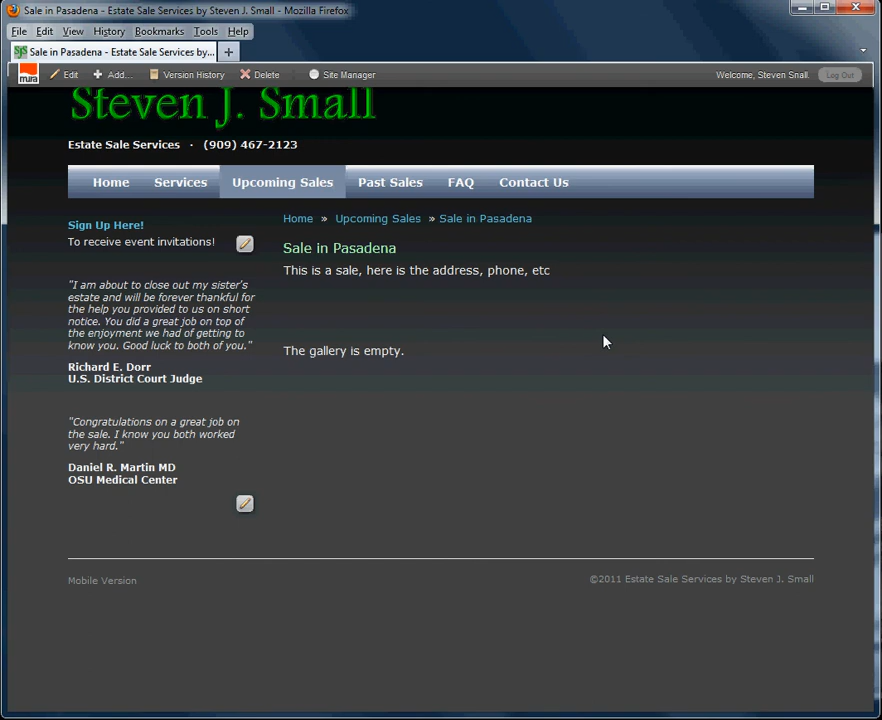 Sale in Pasadena - Estate Sale Services by Steven J. Small - Mozilla Firefox
File Edit View History Bookmarks Tools Help
SJS Sale in Pasadena - Estate Sale Services by... +
mura Edit Add... Version History Delete Site Manager Welcome, Steven Small. Log Out
Steven J. Small
Estate Sale Services · (909) 467-2123
Home Services Upcoming Sales Past Sales FAQ Contact Us
Home » Upcoming Sales » Sale in Pasadena
Sign Up Here!
To receive event invitations!
Sale in Pasadena
This is a sale, here is the address, phone, etc
The gallery is empty.
"I am about to close out my sister's
estate and will be forever thankful for
the help you provided to us on short
notice. You did a great job on top of
the enjoyment we had of getting to
know you. Good luck to both of you."
Richard E. Dorr
U.S. District Court Judge
"Congratulations on a great job on
the sale. I know you both worked
very hard."
Daniel R. Martin MD
OSU Medical Center
Mobile Version
©2011 Estate Sale Services by Steven J. Small